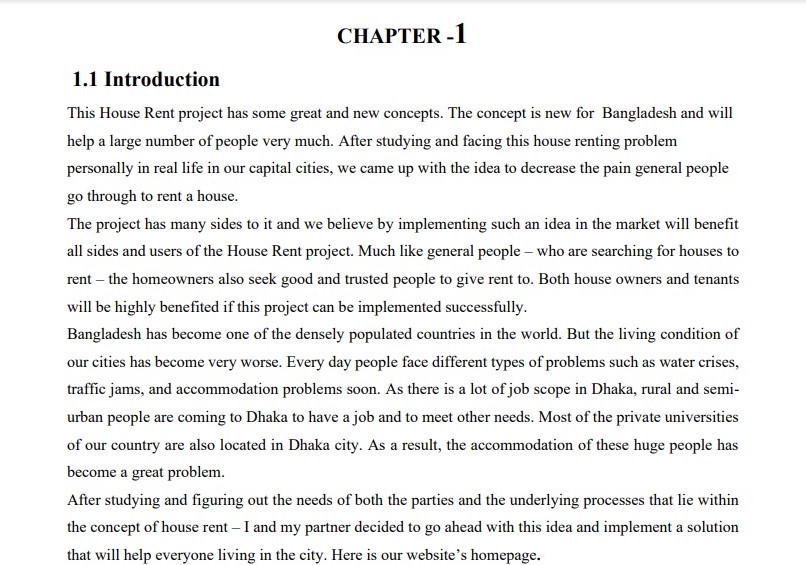 CHAPTER -1
1.1 Introduction
This House Rent project has some great and new concepts. The concept is new for Bangladesh and will
help a large number of people very much. After studying and facing this house renting problem
personally in real life in our capital cities, we came up with the idea to decrease the pain general people
go through to rent a house.
The project has many sides to it and we believe by implementing such an idea in the market will benefit
all sides and users of the House Rent project. Much like general people – who are searching for houses to
rent – the homeowners also seek good and trusted people to give rent to. Both house owners and tenants
will be highly benefited if this project can be implemented successfully.
Bangladesh has become one of the densely populated countries in the world. But the living condition of
our cities has become very worse. Every day people face different types of problems such as water crises,
traffic jams, and accommodation problems soon. As there is a lot of job scope in Dhaka, rural and semi-
urban people are coming to Dhaka to have a job and to meet other needs. Most of the private universities
of our country are also located in Dhaka city. As a result, the accommodation of these huge people has
become a great problem.
After studying and figuring out the needs of both the parties and the underlying processes that lie within
the concept of house rent – I and my partner decided to go ahead with this idea and implement a solution
that will help everyone living in the city. Here is our website’s homepage.